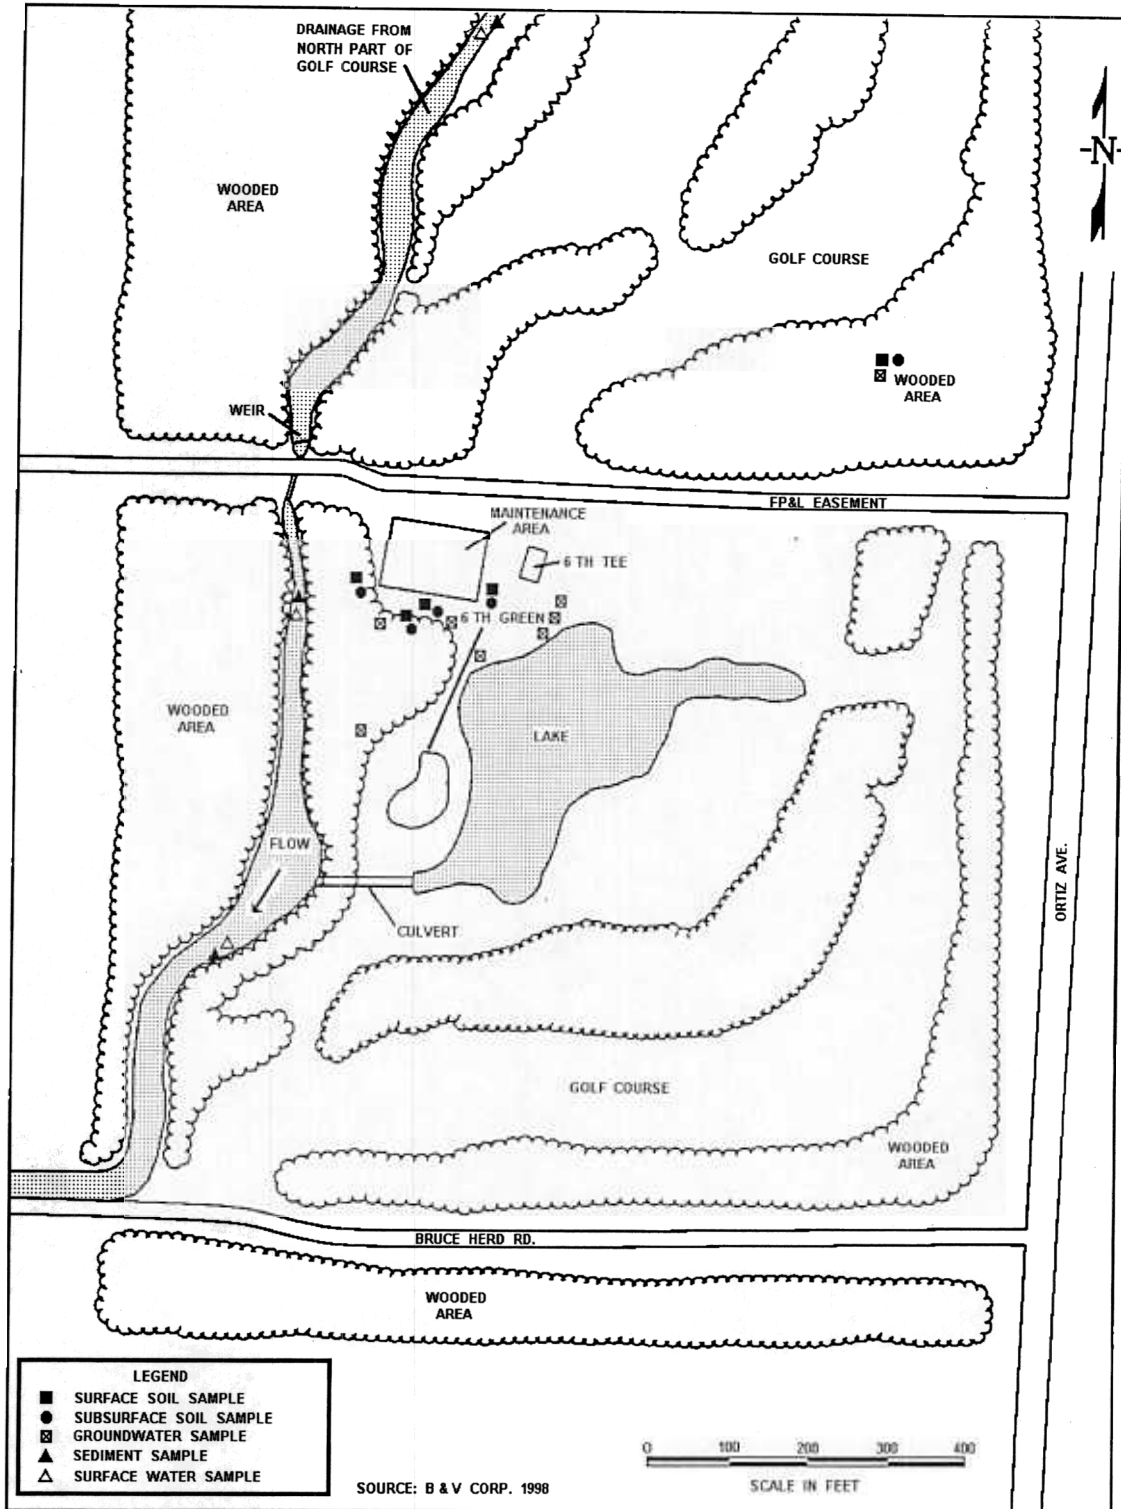 DRAINAGE FROM
NORTH PART OF
GOLF COURSE
-N-
WOODED
AREA
GOLF COURSE
WOODED
AREA
WEIR
FP&L EASEMENT
MAINTENANCE
AREA
6 TH TEE
6 TH GREEN
WOODED
AREA
LAKE
FLOW
ORTIZ AVE.
CULVERT
GOLF COURSE
WOODED
AREA
BRUCE HERD RD.
WOODED
AREA
LEGEND
SURFACE SOIL SAMPLE
SUBSURFACE SOIL SAMPLE
GROUNDWATER SAMPLE
SEDIMENT SAMPLE
SURFACE WATER SAMPLE
SOURCE: B & V CORP. 1998
0 100 200 300 400
SCALE IN FEET